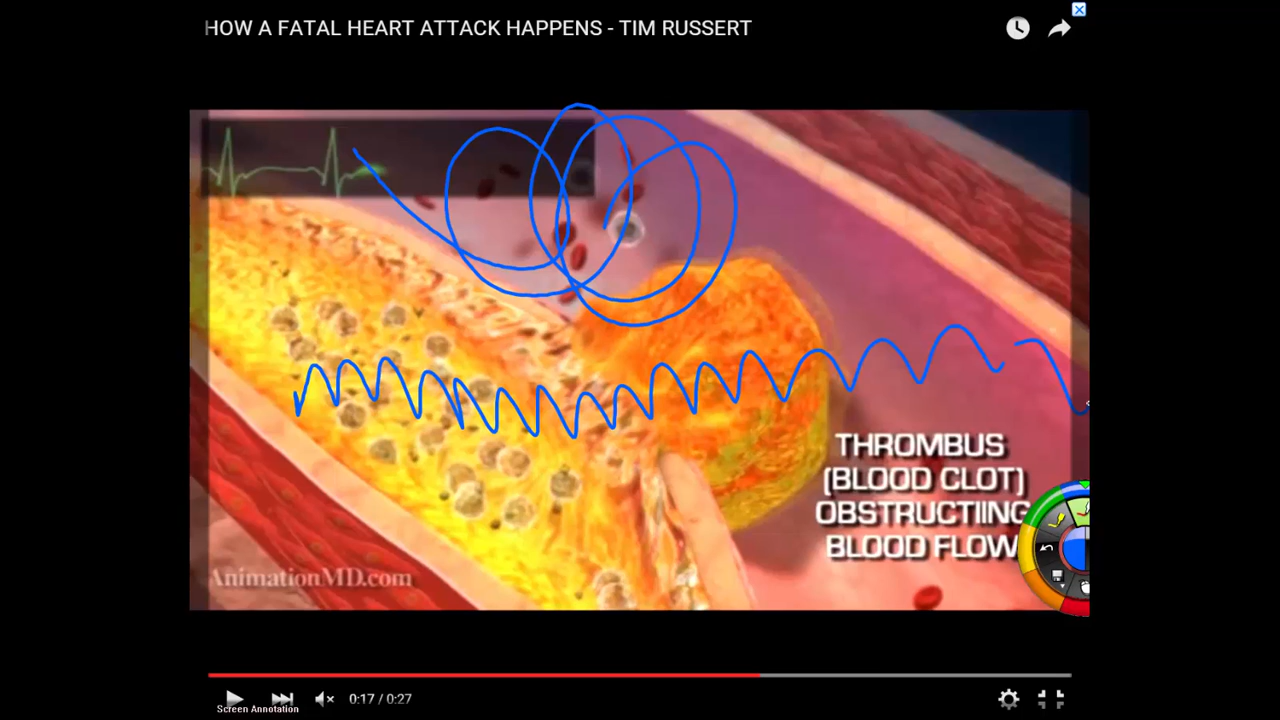 HOW A FATAL HEART ATTACK HAPPENS - TIM RUSSERT
THROMBUS
(BLOOD CLOT)
OBSTRUCTIING
BLOOD FLOW
AnimationMD.com
0:17 / 0:27
Screen Annotation